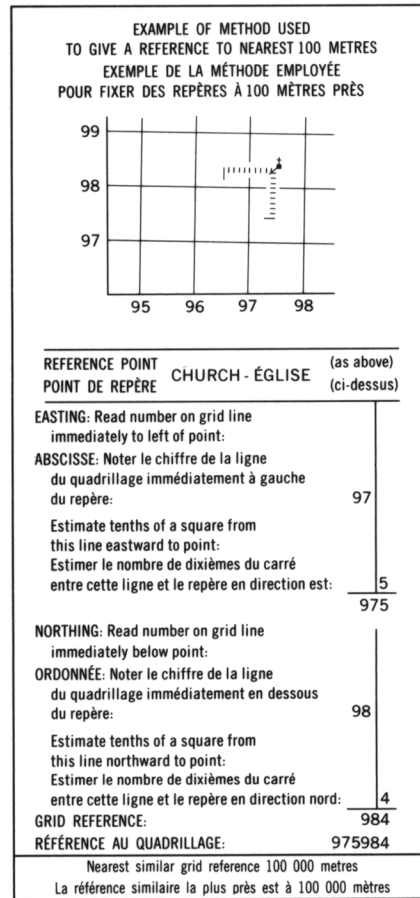 EXAMPLE OF METHOD USED
TO GIVE A REFERENCE TO NEAREST 100 METRES
EXEMPLE DE LA MÉTHODE EMPLOYÉE
POUR FIXER DES REPÈRES À 100 MÈTRES PRÈS
99
98
97
95 96 97 98
REFERENCE POINT
POINT DE REPÈRE
CHURCH - ÉGLISE
(as above)
(ci-dessus)
EASTING: Read number on grid line
immediately to left of point:
ABSCISSE: Noter le chiffre de la ligne
du quadrillage immédiatement à gauche
du repère: 97
Estimate tenths of a square from
this line eastward to point:
Estimer le nombre de dixièmes du carré
entre cette ligne et le repère en direction est: 5
975
NORTHING: Read number on grid line
immediately below point:
ORDONNÉE: Noter le chiffre de la ligne
du quadrillage immédiatement en dessous
du repère: 98
Estimate tenths of a square from
this line northward to point:
Estimer le nombre de dixièmes du carré
entre cette ligne et le repère en direction nord: 4
GRID REFERENCE: 984
RÉFÉRENCE AU QUADRILLAGE: 975984
Nearest similar grid reference 100 000 metres
La référence similaire la plus près est à 100 000 mètres